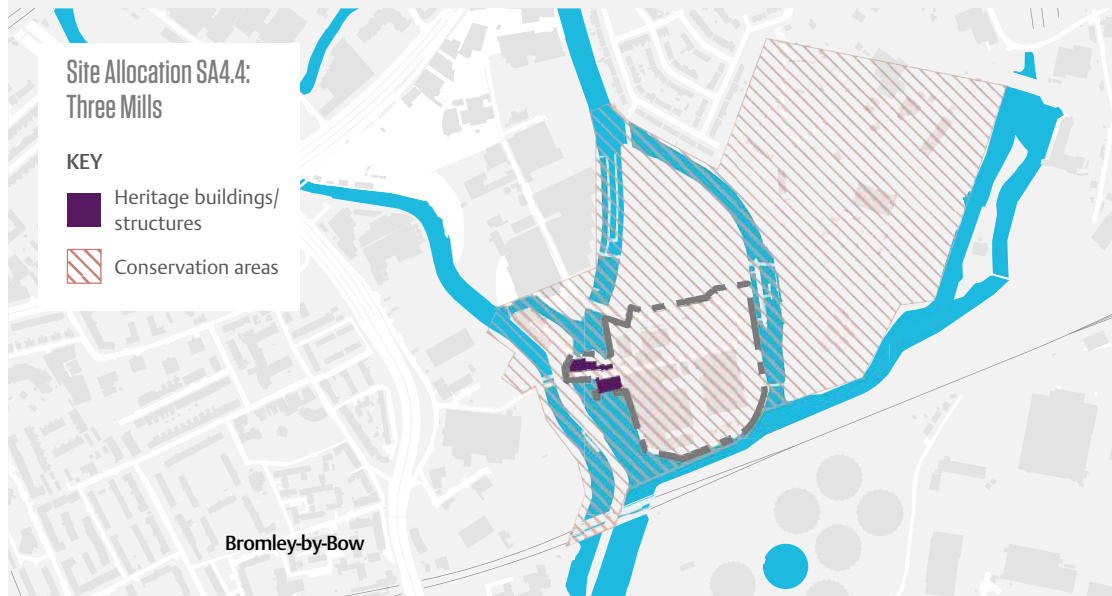 Site Allocation SA4.4:
Three Mills
KEY
Heritage buildings/
structures
Conservation areas
Bromley-by-Bow